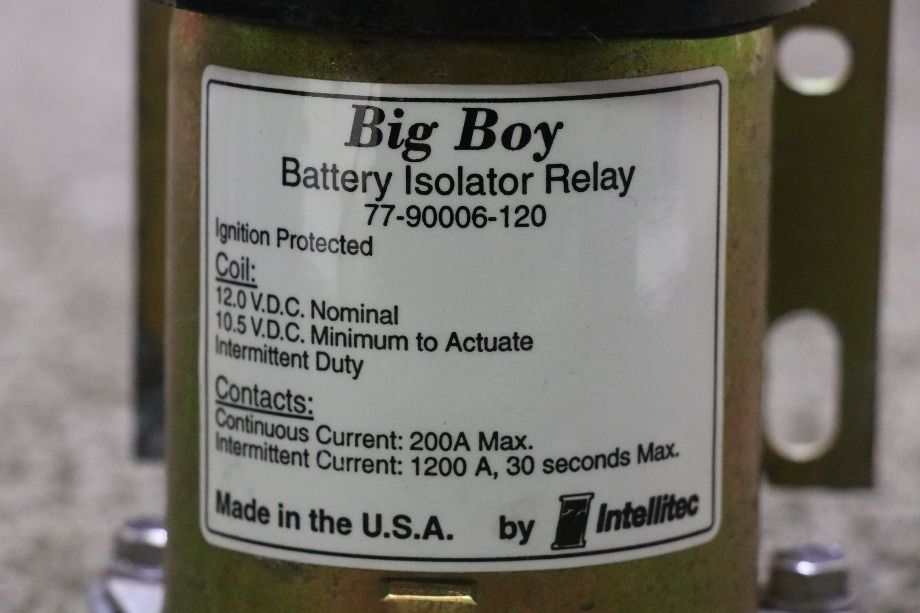 Big Boy
Battery Isolator Relay
77-90006-120
Ignition Protected
Coil:
12.0 V.D.C. Nominal
10.5 V.D.C. Minimum to Actuate
Intermittent Duty
Contacts:
Continuous Current: 200A Max.
Intermittent Current: 1200 A, 30 seconds Max.
Made in the U.S.A. by Intellitec